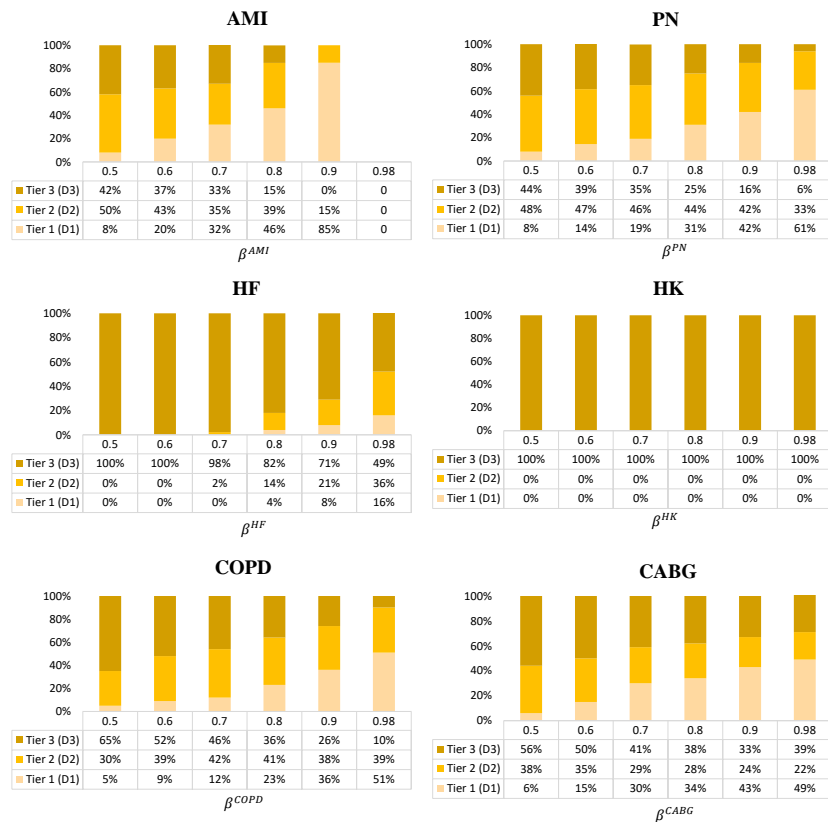 AMI
100%
80%
60%
40%
20%
0%
0.5 0.6 0.7 0.8 0.9 0.98
Tier 3 (D3) 42% 37% 33% 15% 0% 0
Tier 2 (D2) 50% 43% 35% 39% 15% 0
Tier 1 (D1) 8% 20% 32% 46% 85% 0
β^AMI
PN
100%
80%
60%
40%
20%
0%
0.5 0.6 0.7 0.8 0.9 0.98
Tier 3 (D3) 44% 39% 35% 25% 16% 6%
Tier 2 (D2) 48% 47% 46% 44% 42% 33%
Tier 1 (D1) 8% 14% 19% 31% 42% 61%
β^PN
HF
100%
80%
60%
40%
20%
0%
0.5 0.6 0.7 0.8 0.9 0.98
Tier 3 (D3) 100% 100% 98% 82% 71% 49%
Tier 2 (D2) 0% 0% 2% 14% 21% 36%
Tier 1 (D1) 0% 0% 0% 4% 8% 16%
β^HF
HK
100%
80%
60%
40%
20%
0%
0.5 0.6 0.7 0.8 0.9 0.98
Tier 3 (D3) 100% 100% 100% 100% 100% 100%
Tier 2 (D2) 0% 0% 0% 0% 0% 0%
Tier 1 (D1) 0% 0% 0% 0% 0% 0%
β^HK
COPD
100%
80%
60%
40%
20%
0%
0.5 0.6 0.7 0.8 0.9 0.98
Tier 3 (D3) 65% 52% 46% 36% 26% 10%
Tier 2 (D2) 30% 39% 42% 41% 38% 39%
Tier 1 (D1) 5% 9% 12% 23% 36% 51%
β^COPD
CABG
100%
80%
60%
40%
20%
0%
0.5 0.6 0.7 0.8 0.9 0.98
Tier 3 (D3) 56% 50% 41% 38% 33% 39%
Tier 2 (D2) 38% 35% 29% 28% 24% 22%
Tier 1 (D1) 6% 15% 30% 34% 43% 49%
β^CABG